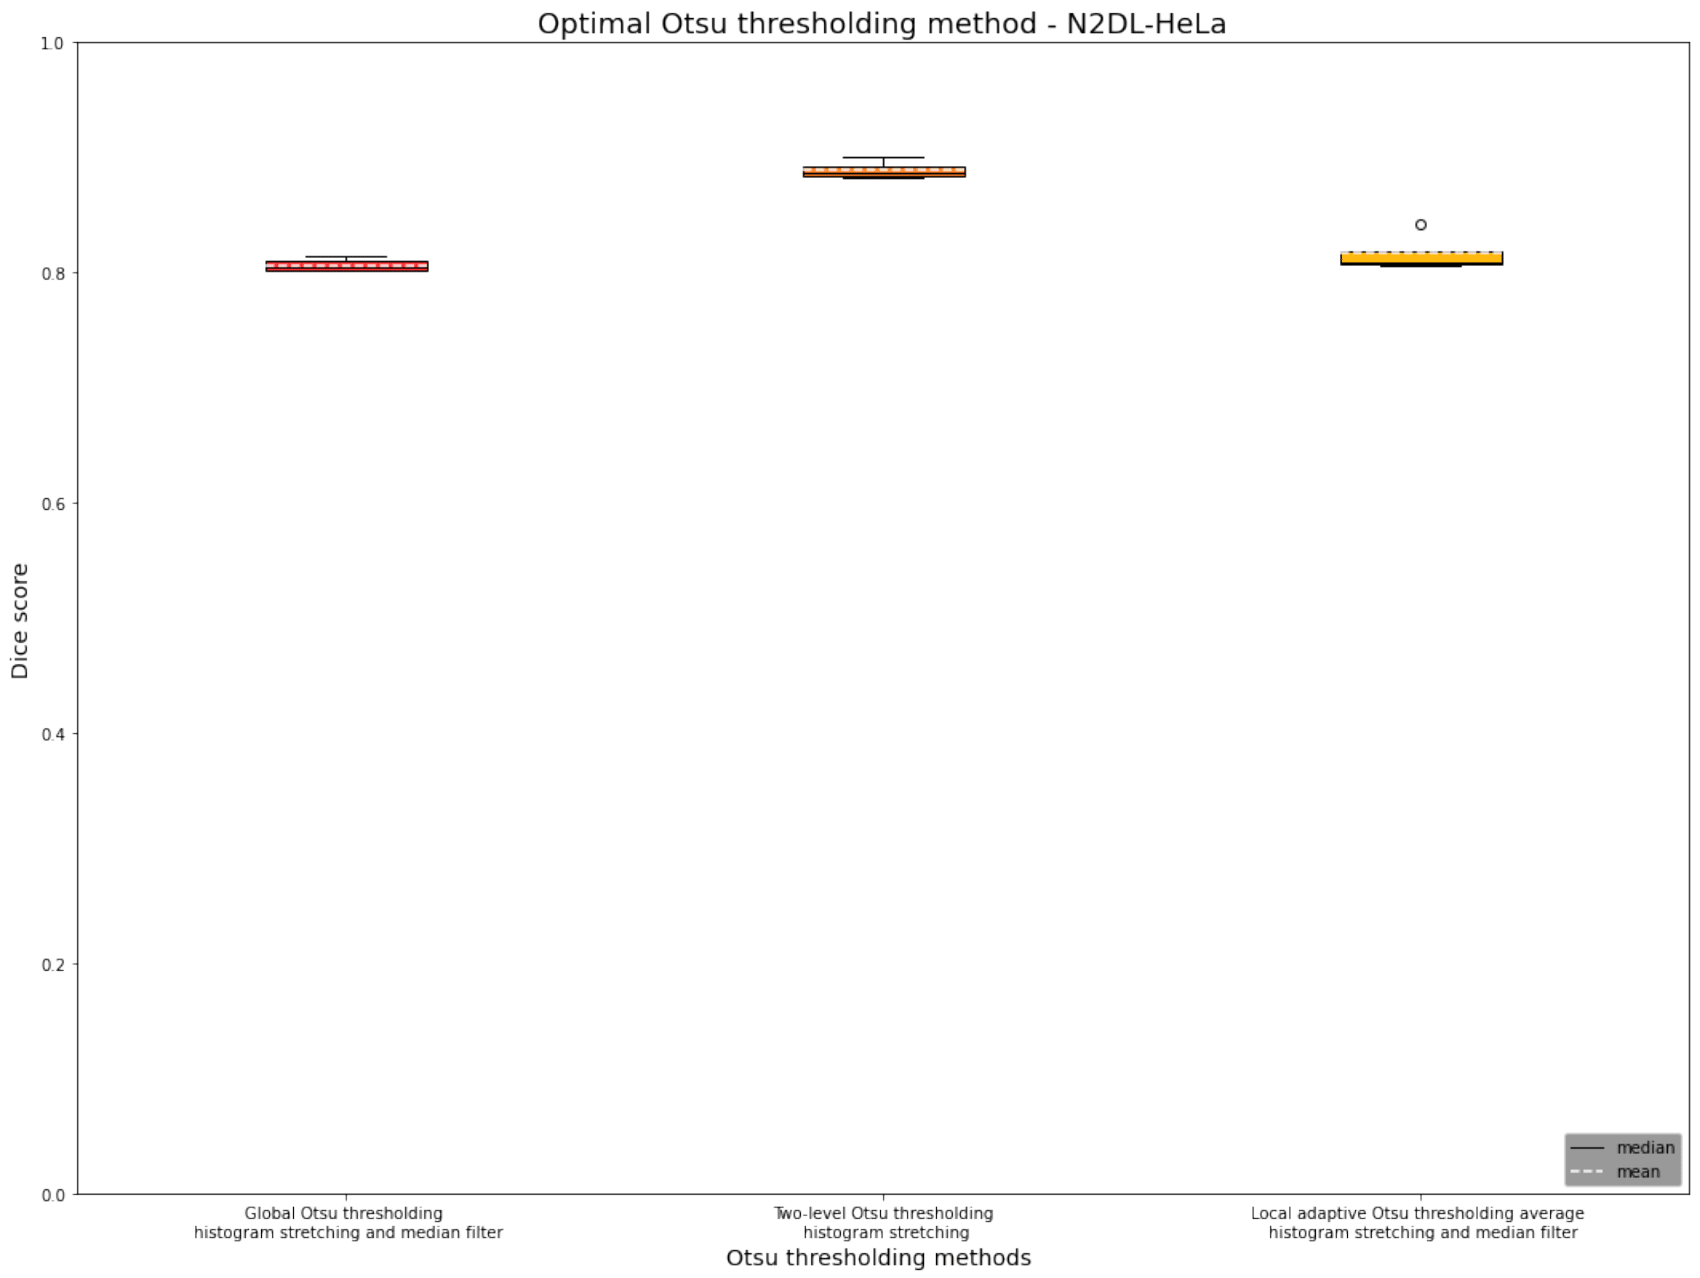 Optimal Otsu thresholding method - N2DL-HeLa
1.0
0.8
0.6
0.4
0.2
0.0
Dice score
median
mean
Global Otsu thresholding
histogram stretching and median filter
Two-level Otsu thresholding
histogram stretching
Local adaptive Otsu thresholding average
histogram stretching and median filter
Otsu thresholding methods